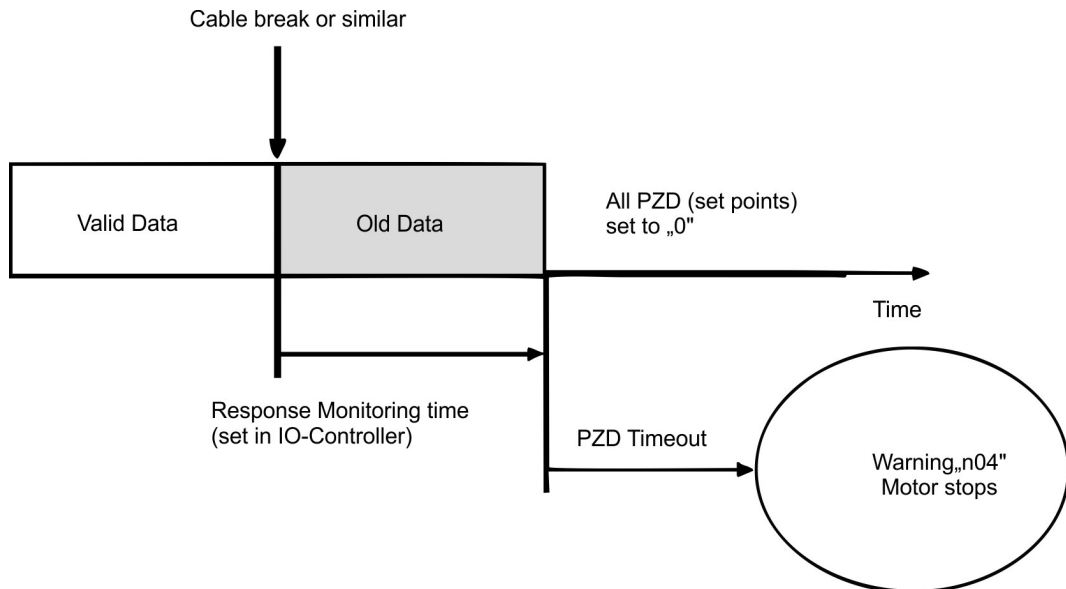 Cable break or similar
Valid Data
Old Data
All PZD (set points)
set to „0"
Time
Response Monitoring time
(set in IO-Controller)
PZD Timeout
Warning„n04"
Motor stops